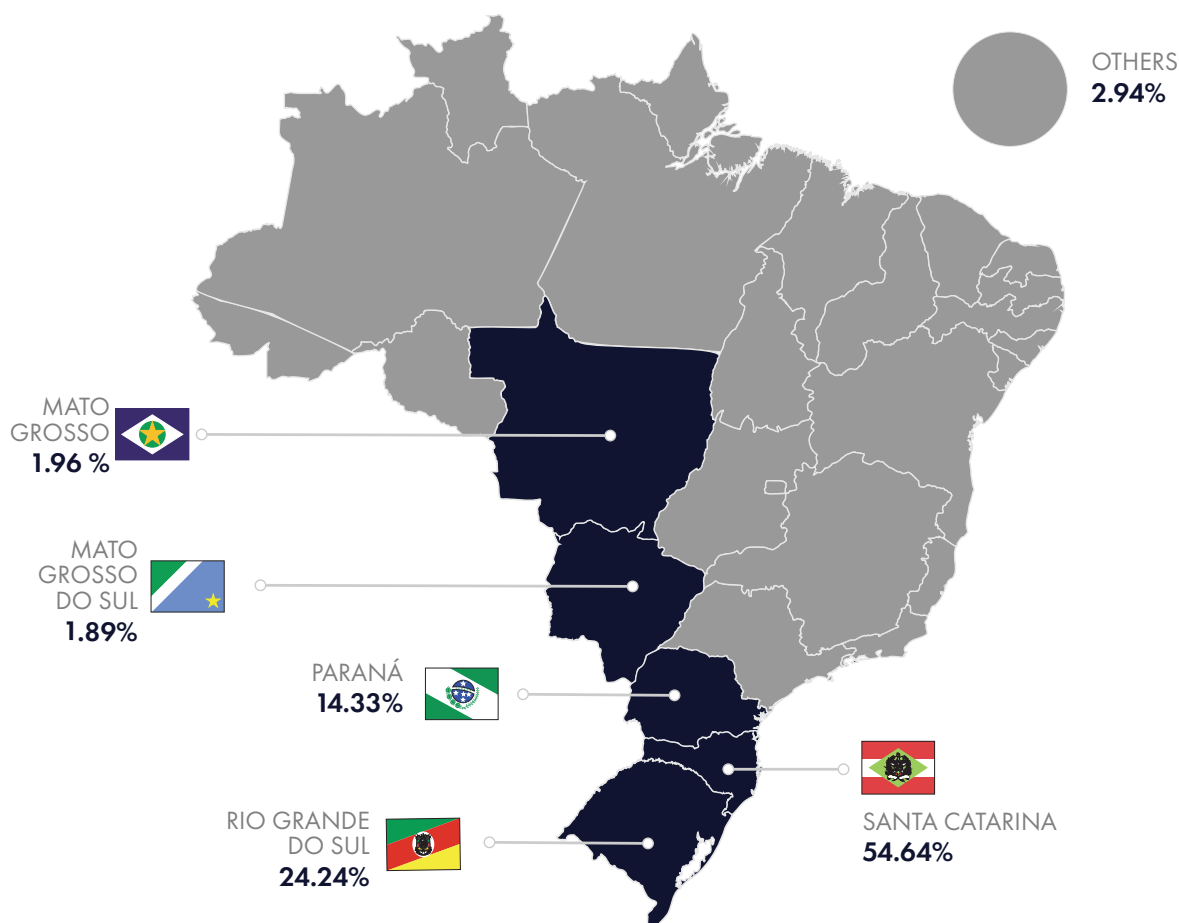 OTHERS
2.94%
MATO
GROSSO
1.96 %
MATO
GROSSO
DO SUL
1.89%
PARANÁ
14.33%
RIO GRANDE
DO SUL
24.24%
SANTA CATARINA
54.64%